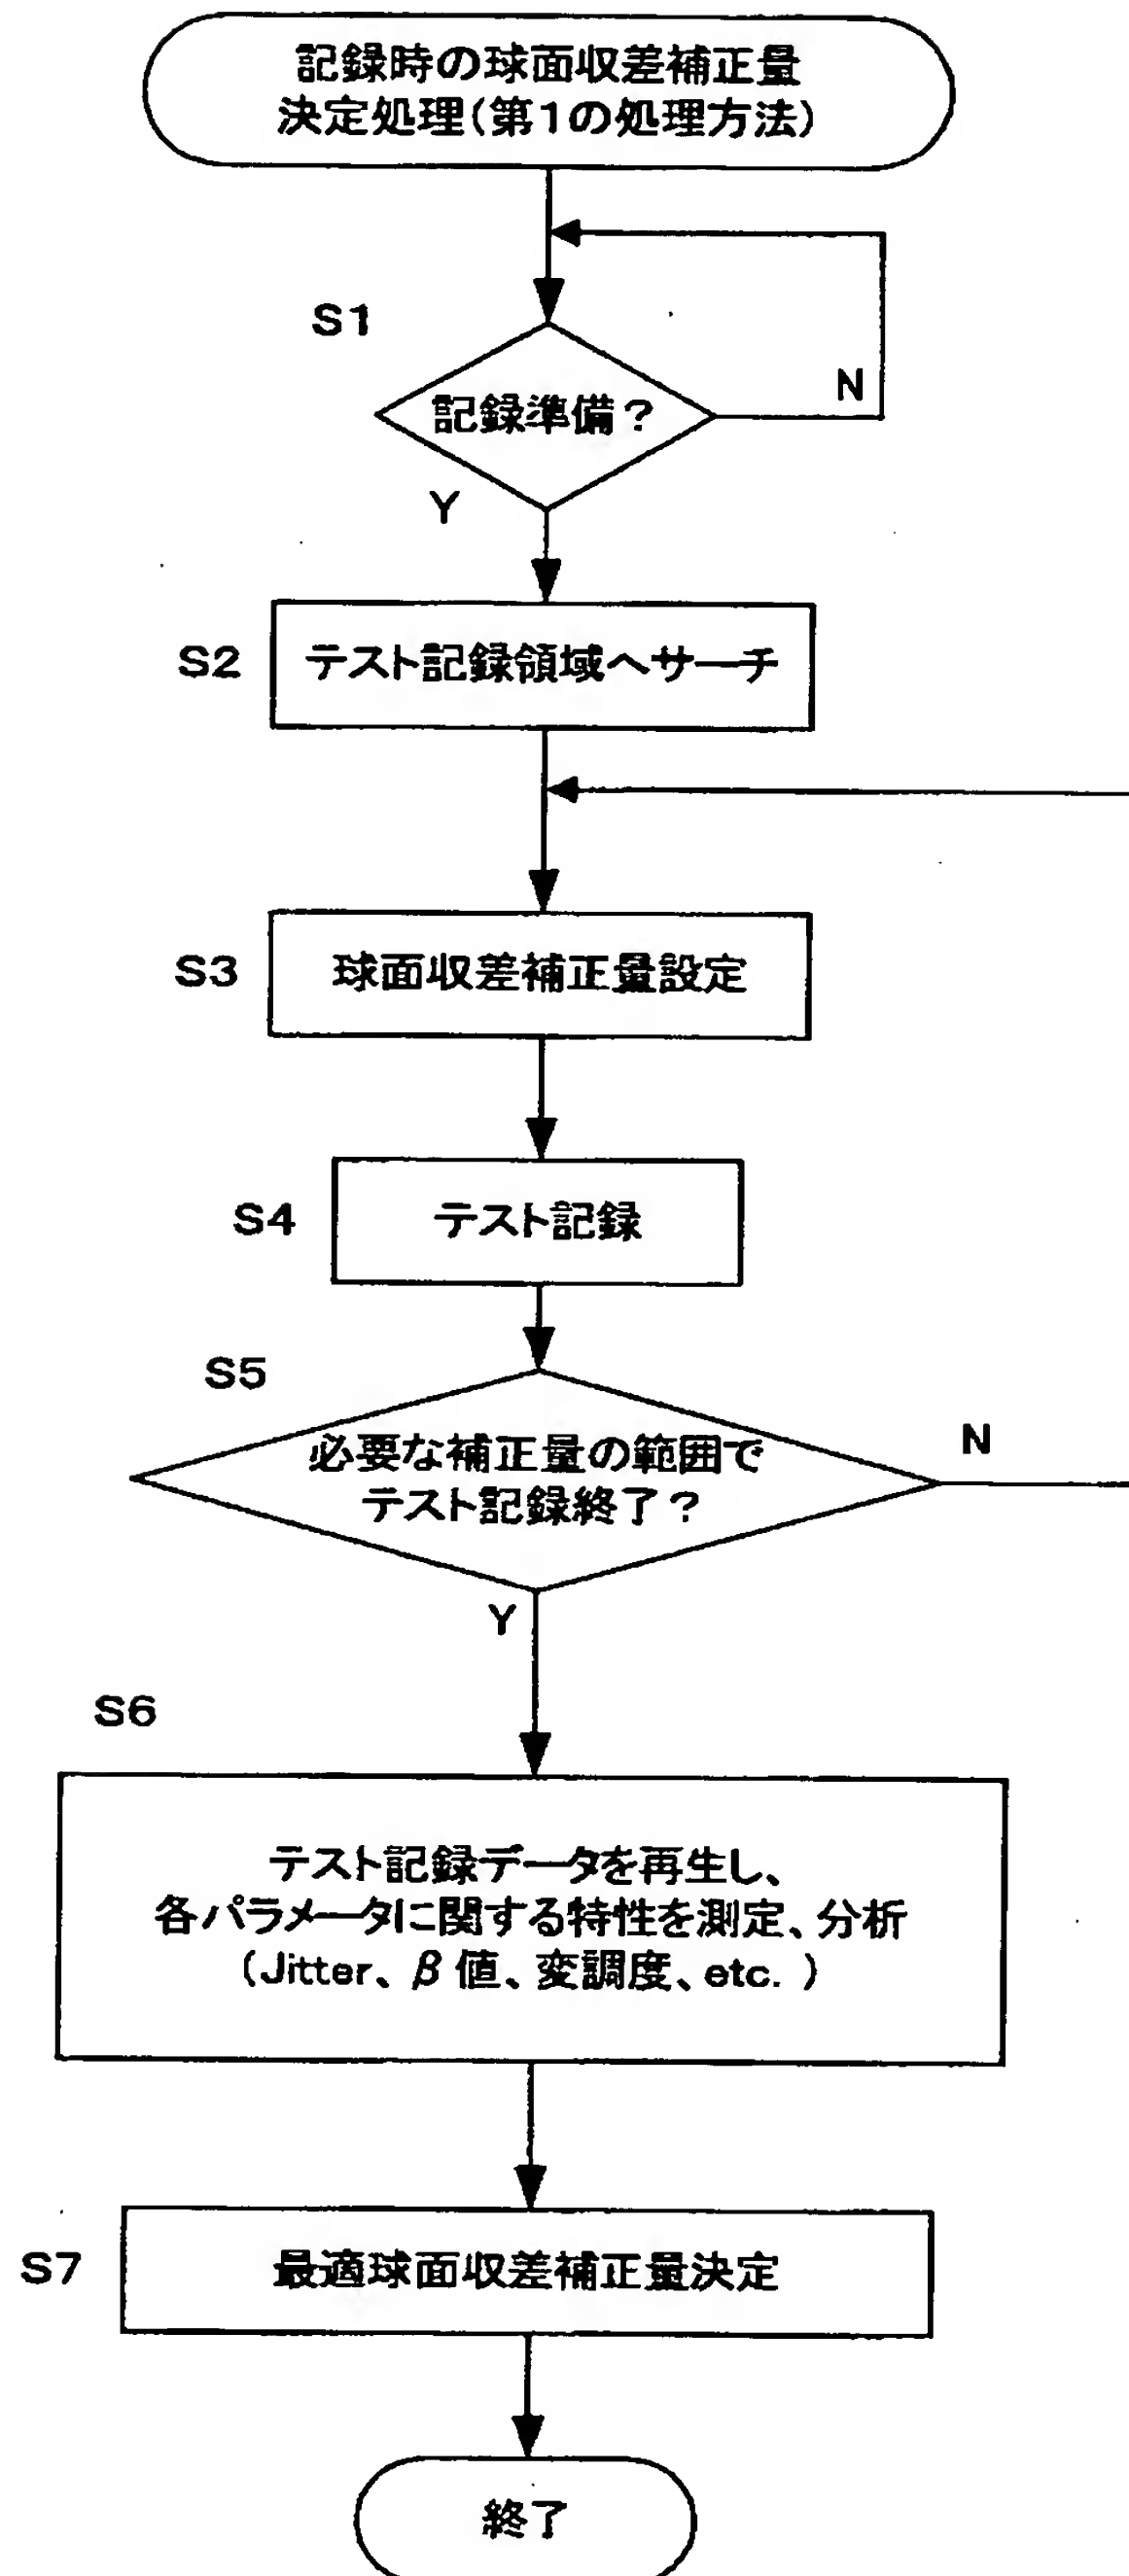 記録時の球面収差補正量
決定処理(第1の処理方法)
S1
記録準備?
N
Y
S2
テスト記録領域へサーチ
S3
球面収差補正量設定
S4
テスト記録
S5
必要な補正量の範囲で
テスト記録終了?
N
Y
S6
テスト記録データを再生し、
各パラメータに関する特性を測定、分析
(Jitter、β値、変調度、etc. )
S7
最適球面収差補正量決定
終了